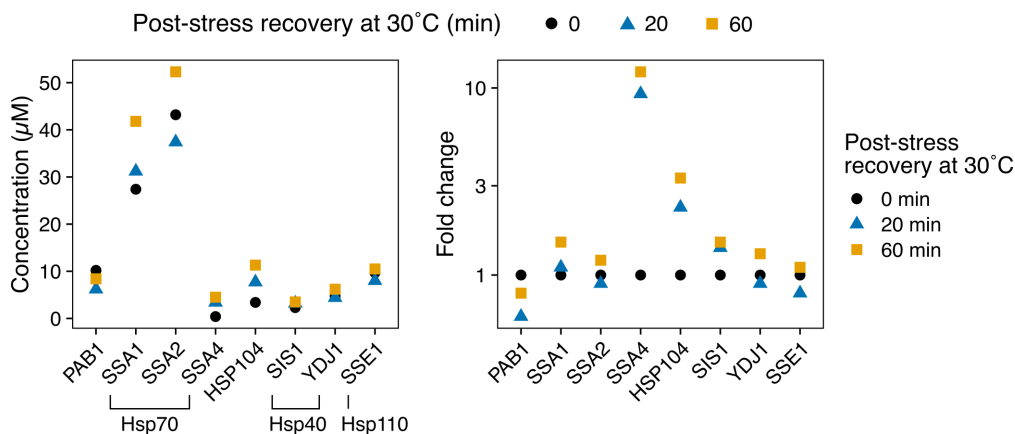 Post-stress recovery at 30˚C (min) 0 20 60
Concentration (µM)
50
40
30
20
10
0
PAB1 SSA1 SSA2 SSA4 HSP104 SIS1 YDJ1 SSE1
Hsp70 Hsp40 Hsp110
Fold change
10
3
1
PAB1 SSA1 SSA2 SSA4 HSP104 SIS1 YDJ1 SSE1
Post-stress
recovery at 30˚C
0 min
20 min
60 min